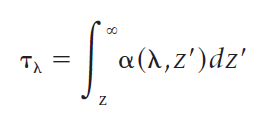 τ_λ = ∫_z^∞ α(λ,z′)dz′